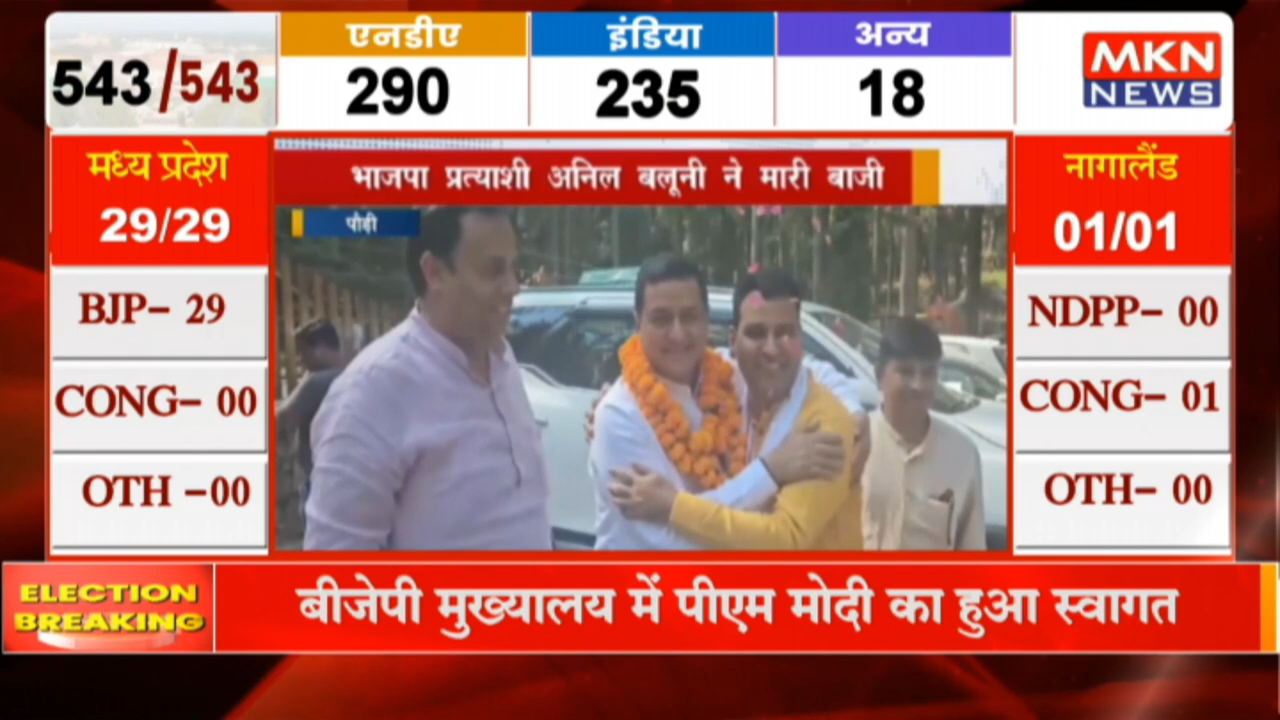 543/543
एनडीए
290
इंडिया
235
अन्य
18
MKN
NEWS
मध्य प्रदेश
29/29
BJP– 29
CONG– 00
OTH –00
भाजपा प्रत्याशी अनिल बलूनी ने मारी बाजी
पौड़ी
नागालैंड
01/01
NDPP– 00
CONG– 01
OTH– 00
ELECTION
BREAKING
बीजेपी मुख्यालय में पीएम मोदी का हुआ स्वागत